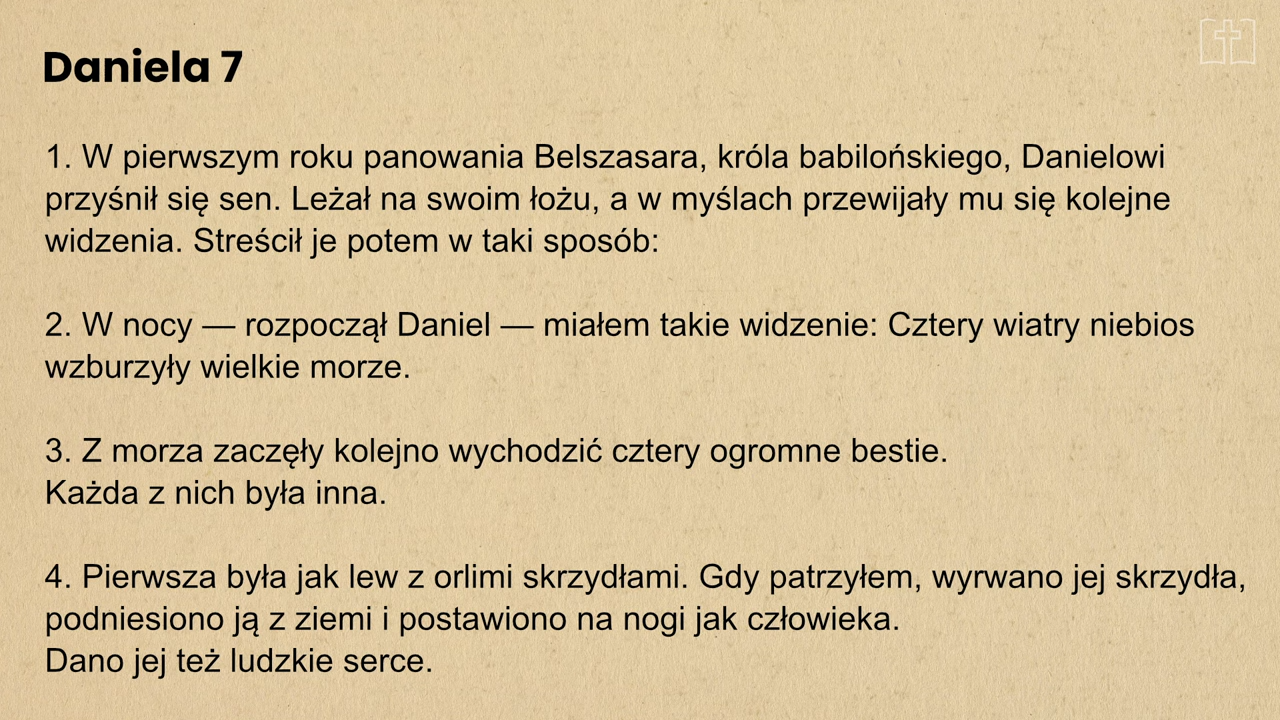 Daniela 7
1. W pierwszym roku panowania Belszasara, króla babilońskiego, Danielowi
przyśnił się sen. Leżał na swoim łożu, a w myślach przewijały mu się kolejne
widzenia. Streścił je potem w taki sposób:
2. W nocy — rozpoczął Daniel — miałem takie widzenie: Cztery wiatry niebios
wzburzyły wielkie morze.
3. Z morza zaczęły kolejno wychodzić cztery ogromne bestie.
Każda z nich była inna.
4. Pierwsza była jak lew z orlimi skrzydłami. Gdy patrzyłem, wyrwano jej skrzydła,
podniesiono ją z ziemi i postawiono na nogi jak człowieka.
Dano jej też ludzkie serce.